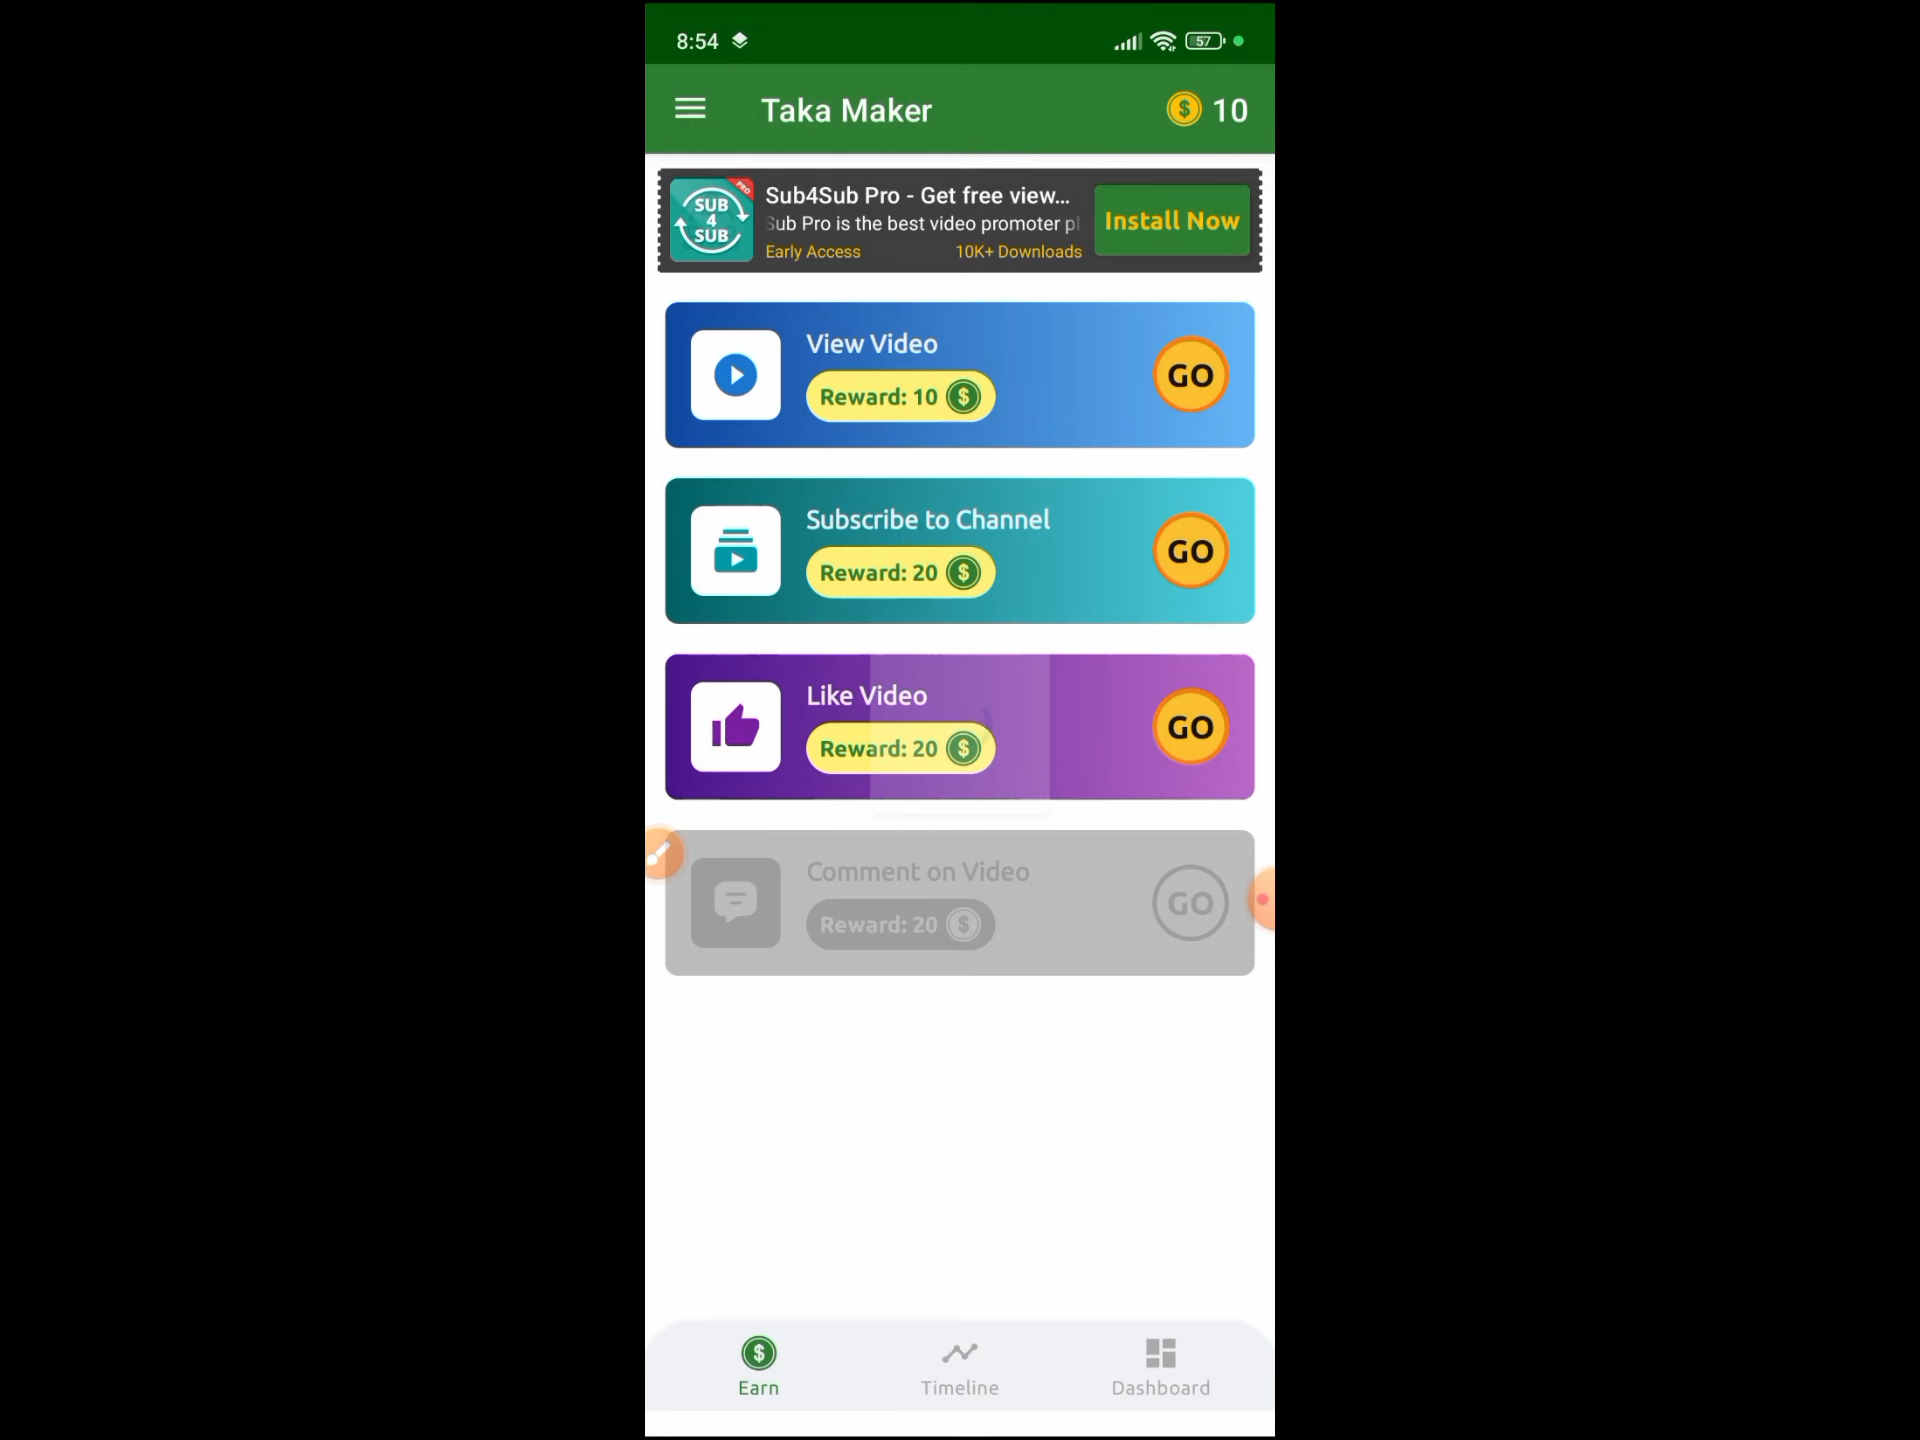 8:54
57
Taka Maker
10
PRO
SUB
4
SUB
Sub4Sub Pro - Get free view...
Sub Pro is the best video promoter pl
Early Access
10K+ Downloads
Install Now
View Video
Reward: 10
GO
Subscribe to Channel
Reward: 20
GO
Like Video
Reward: 20
GO
Comment on Video
Reward: 20
GO
Earn
Timeline
Dashboard